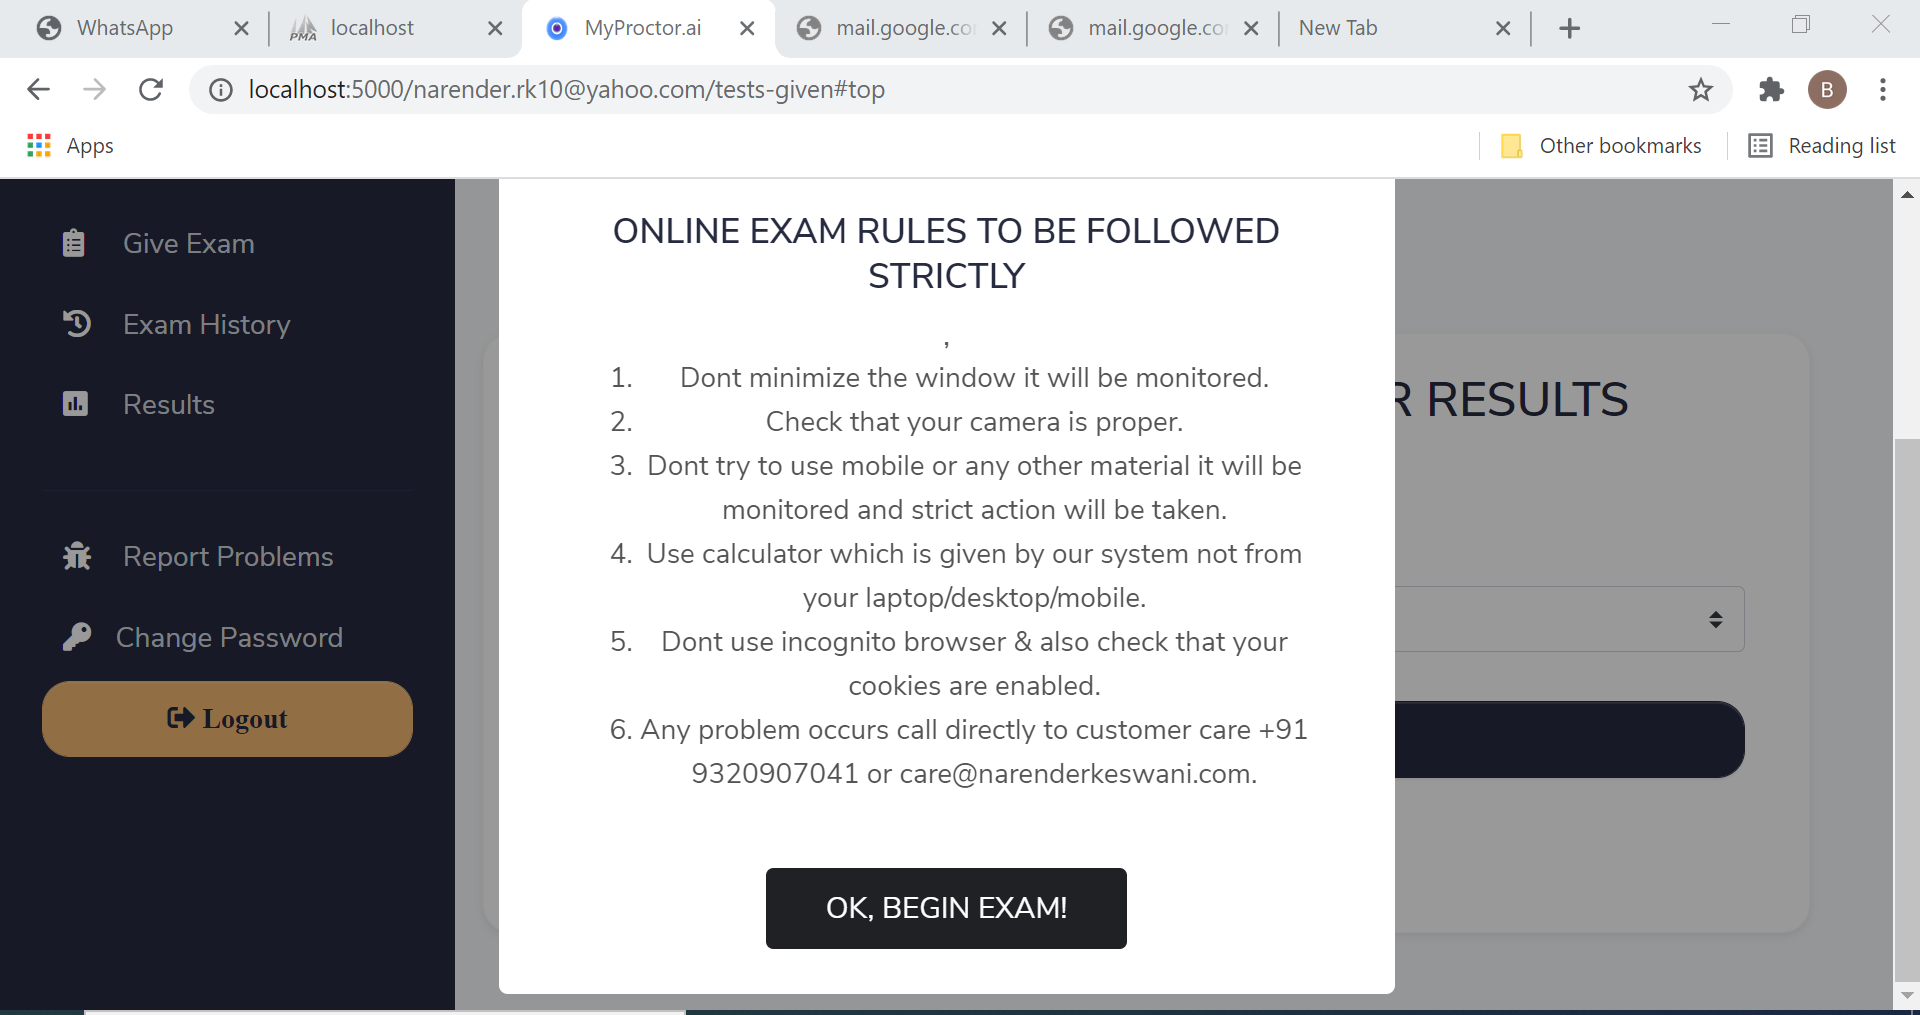 WhatsApp
localhost
MyProctor.ai
mail.google.co
mail.google.co
New Tab
localhost:5000/narender.rk10@yahoo.com/tests-given#top
B
Apps
Other bookmarks
Reading list
Give Exam
Exam History
Results
Report Problems
Change Password
Logout
ONLINE EXAM RULES TO BE FOLLOWED
STRICTLY
,
1. Dont minimize the window it will be monitored.
2. Check that your camera is proper.
3. Dont try to use mobile or any other material it will be
monitored and strict action will be taken.
4. Use calculator which is given by our system not from
your laptop/desktop/mobile.
5. Dont use incognito browser & also check that your
cookies are enabled.
6. Any problem occurs call directly to customer care +91
9320907041 or care@narenderkeswani.com.
OK, BEGIN EXAM!
R RESULTS